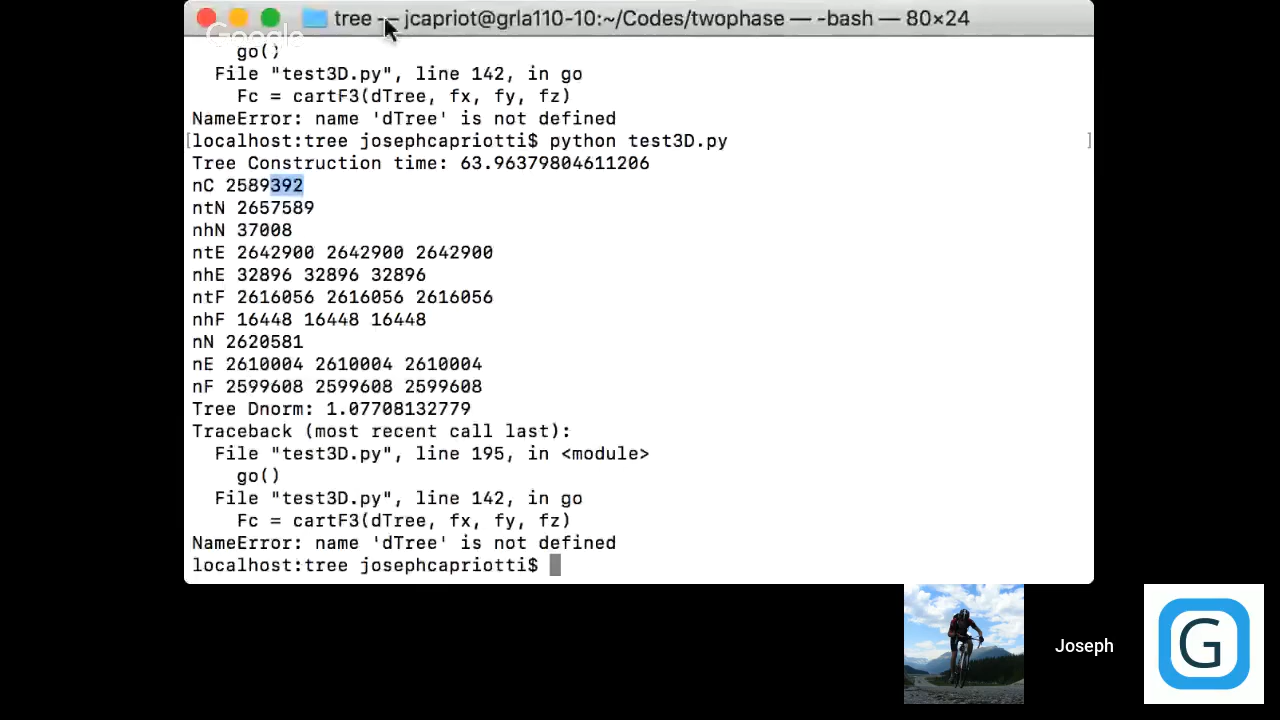 tree — jcapriot@grla110-10:~/Codes/twophase — -bash — 80×24
Google
go()
File "test3D.py", line 142, in go
Fc = cartF3(dTree, fx, fy, fz)
NameError: name 'dTree' is not defined
[localhost:tree josephcapriotti$ python test3D.py ]
Tree Construction time: 63.96379804611206
nC 2589392
ntN 2657589
nhN 37008
ntE 2642900 2642900 2642900
nhE 32896 32896 32896
ntF 2616056 2616056 2616056
nhF 16448 16448 16448
nN 2620581
nE 2610004 2610004 2610004
nF 2599608 2599608 2599608
Tree Dnorm: 1.07708132779
Traceback (most recent call last):
File "test3D.py", line 195, in <module>
go()
File "test3D.py", line 142, in go
Fc = cartF3(dTree, fx, fy, fz)
NameError: name 'dTree' is not defined
localhost:tree josephcapriotti$
Joseph
G